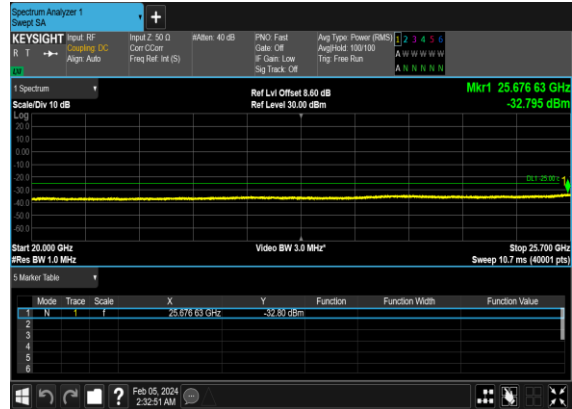 Spectrum Analyzer 1
Swept SA
+
KEYSIGHT Input: RF Input Z: 50 Ω #Atten: 40 dB PNO: Fast Avg Type: Power (RMS) 1 2 3 4 5 6
R T Coupling: DC Corr CCorr Gate: Off Avg|Hold: 100/100 A W W W W W
Align: Auto Freq Ref: Int (S) IF Gain: Low Trig: Free Run
Sig Track: Off A N N N N N
1 Spectrum Ref Lvl Offset 8.60 dB Mkr1 25.676 63 GHz
Scale/Div 10 dB Ref Level 30.00 dBm -32.795 dBm
Log
20.0
10.0
0.00
-10.0
-20.0
-30.0
-40.0
-50.0
-60.0
Start 20.000 GHz Video BW 3.0 MHz* Stop 25.700 GHz
#Res BW 1.0 MHz Sweep 10.7 ms (40001 pts)
5 Marker Table
Mode Trace Scale X Y Function Function Width Function Value
1 N 1 f 25.676 63 GHz -32.80 dBm
2
3
4
5
6
? Feb 05, 2024
2:32:51 AM